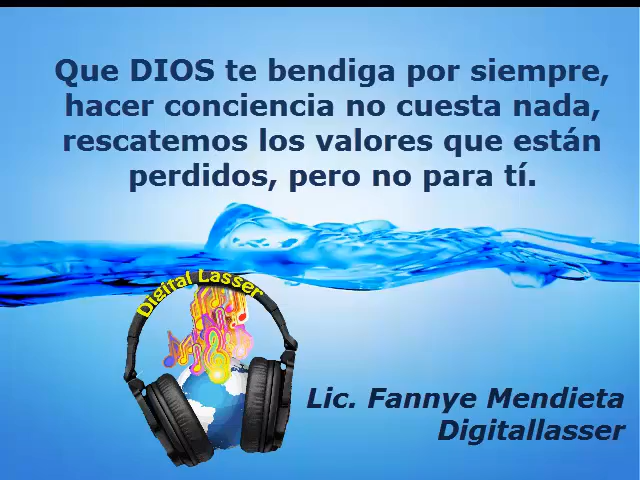 Que DIOS te bendiga por siempre,
hacer conciencia no cuesta nada,
rescatemos los valores que están
perdidos, pero no para tí.
Digital Lasser
Lic. Fannye Mendieta
Digitallasser